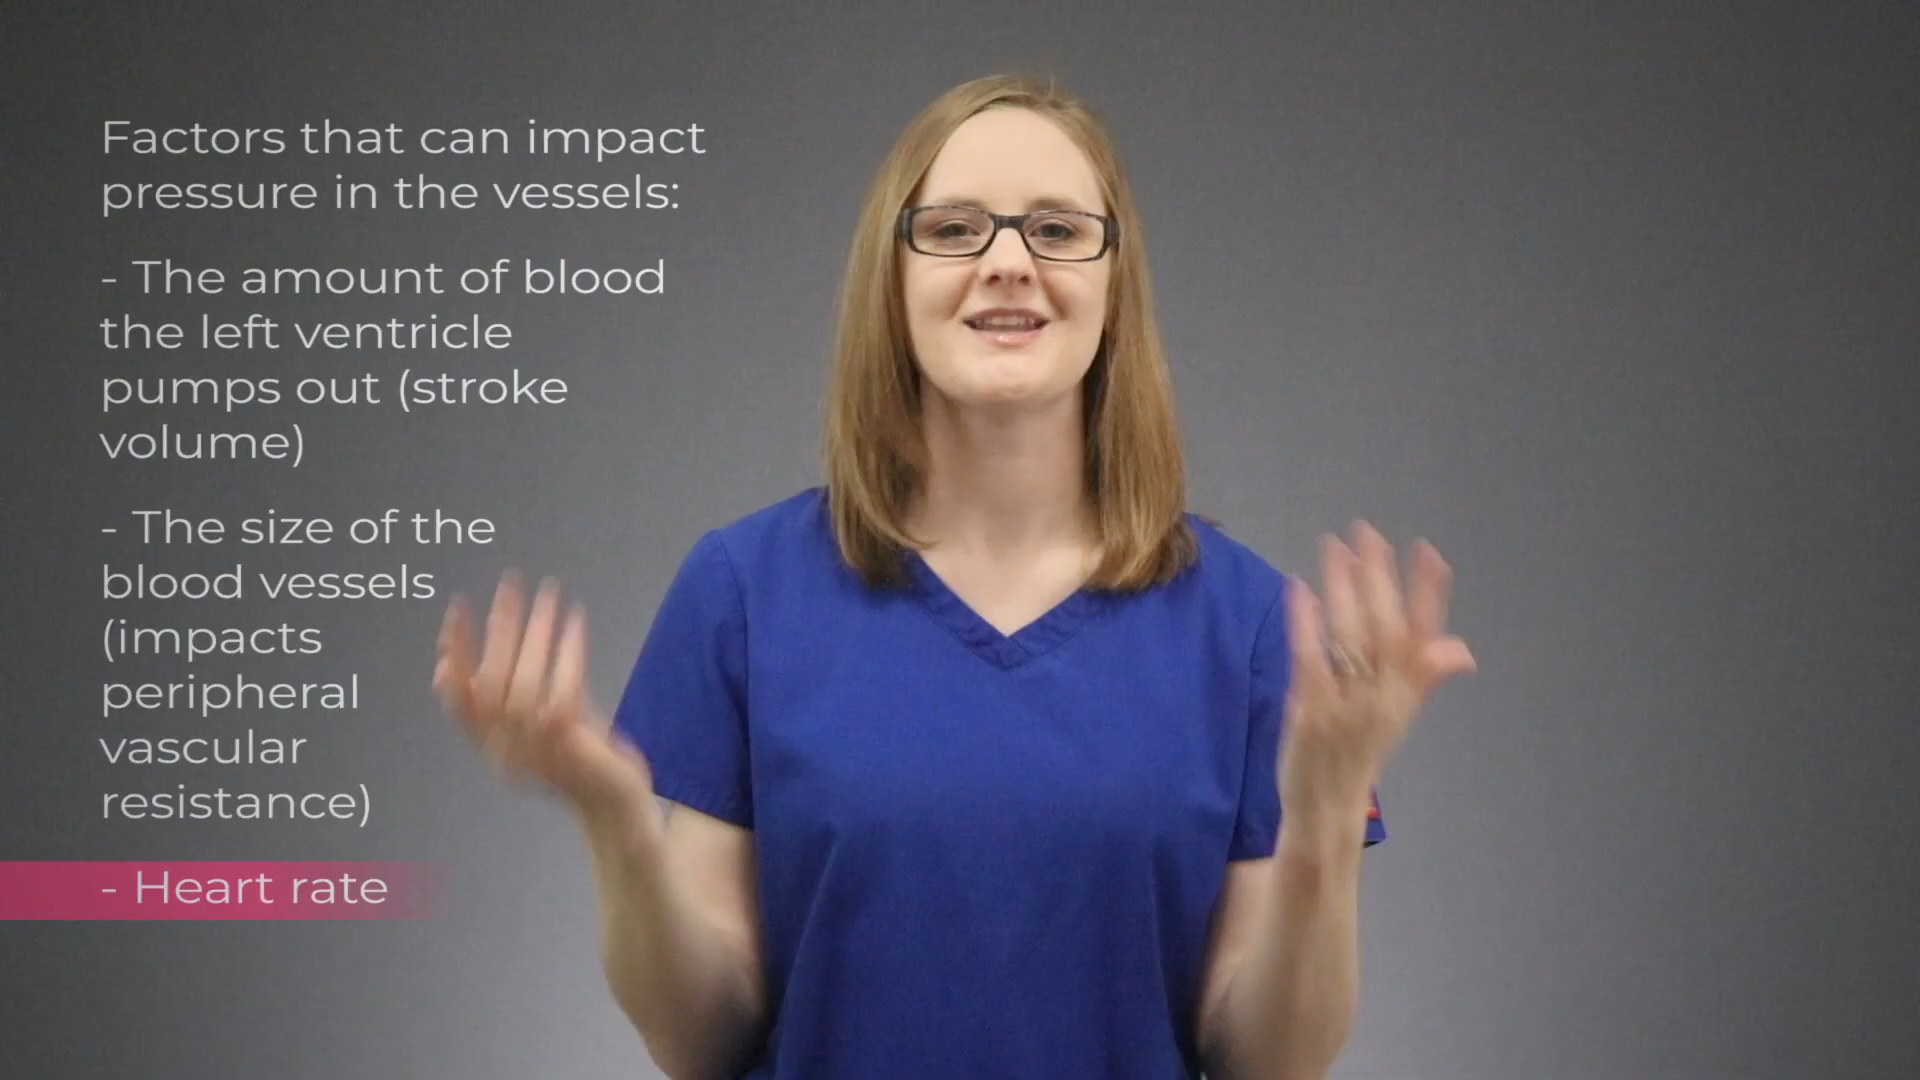 Factors that can impact
pressure in the vessels:
- The amount of blood
the left ventricle
pumps out (stroke
volume)
- The size of the
blood vessels
(impacts
peripheral
vascular
resistance)
- Heart rate